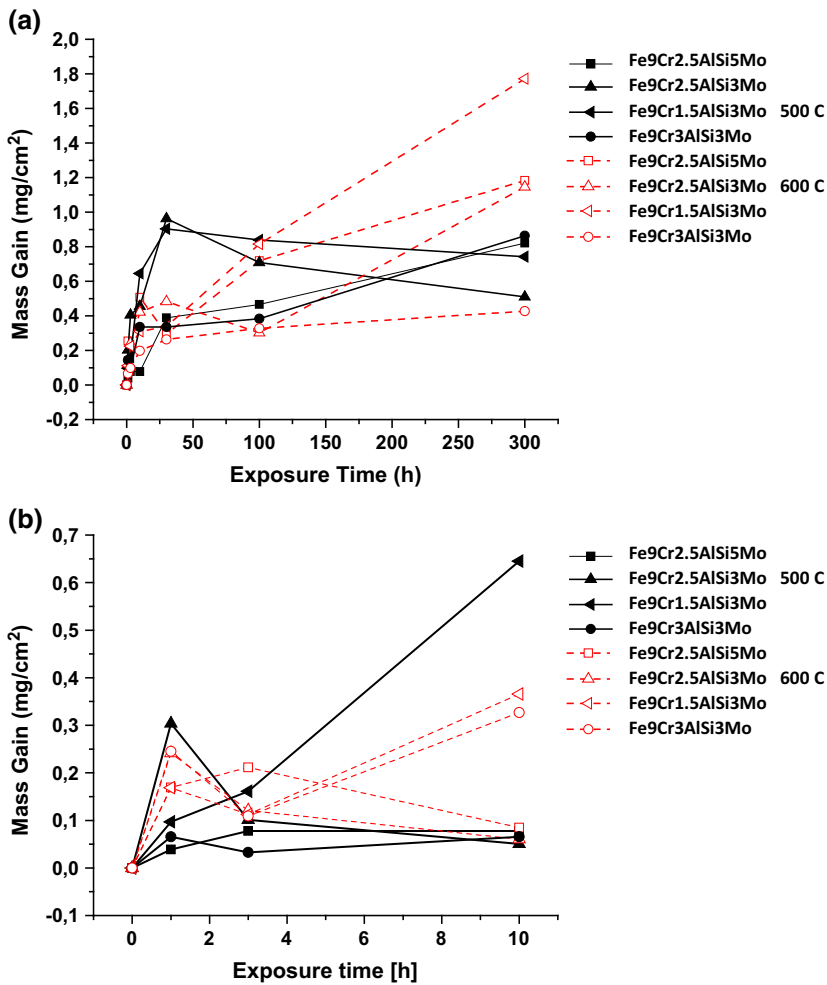 (a)
2,0
1,8
1,6
1,4
1,2
1,0
0,8
0,6
0,4
0,2
0,0
-0,2
Mass Gain (mg/cm²)
0
50
100
150
200
250
300
Exposure Time (h)
Fe9Cr2.5AlSi5Mo
Fe9Cr2.5AlSi3Mo
Fe9Cr1.5AlSi3Mo 500 C
Fe9Cr3AlSi3Mo
Fe9Cr2.5AlSi5Mo
Fe9Cr2.5AlSi3Mo 600 C
Fe9Cr1.5AlSi3Mo
Fe9Cr3AlSi3Mo
(b)
0,7
0,6
0,5
0,4
0,3
0,2
0,1
0,0
-0,1
Mass Gain (mg/cm²)
0
2
4
6
8
10
Exposure time [h]
Fe9Cr2.5AlSi5Mo
Fe9Cr2.5AlSi3Mo 500 C
Fe9Cr1.5AlSi3Mo
Fe9Cr3AlSi3Mo
Fe9Cr2.5AlSi5Mo
Fe9Cr2.5AlSi3Mo 600 C
Fe9Cr1.5AlSi3Mo
Fe9Cr3AlSi3Mo